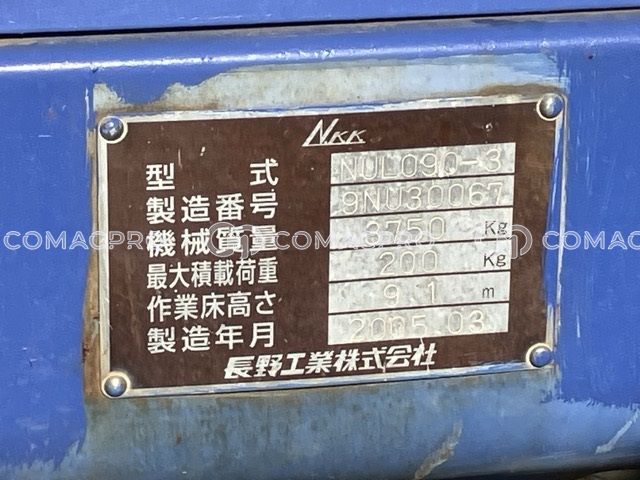 NKK
型式 NUL090-3
製造番号 9NU30067
機械質量 3750 Kg
最大積載荷重 200 Kg
作業床高さ 9.1 m
製造年月 2005.03
長野工業株式会社
COMACPRO COMACPRO COMACPRO